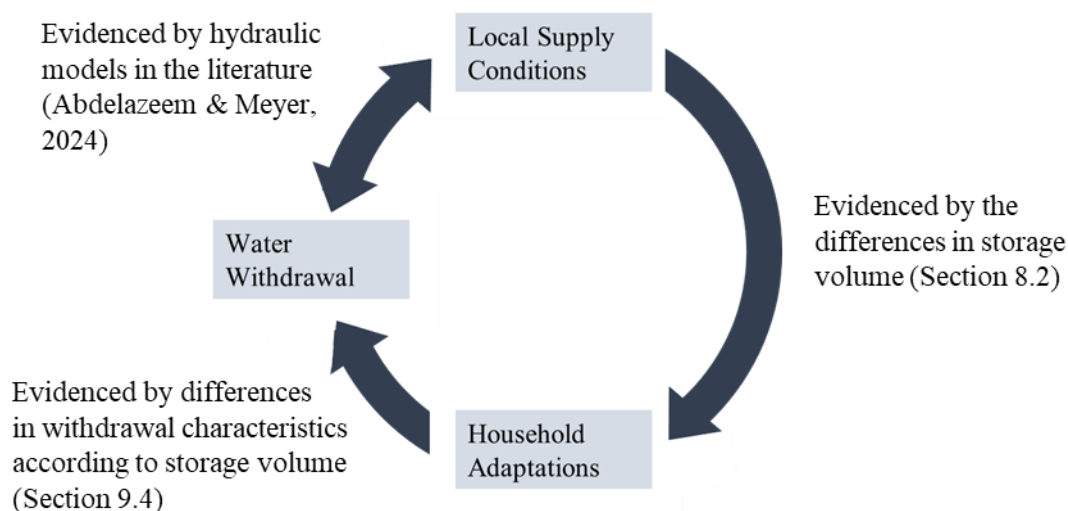 Evidenced by hydraulic
models in the literature
(Abdelazeem & Meyer,
2024)
Local Supply
Conditions
Evidenced by the
differences in storage
volume (Section 8.2)
Water
Withdrawal
Evidenced by differences
in withdrawal characteristics
according to storage volume
(Section 9.4)
Household
Adaptations